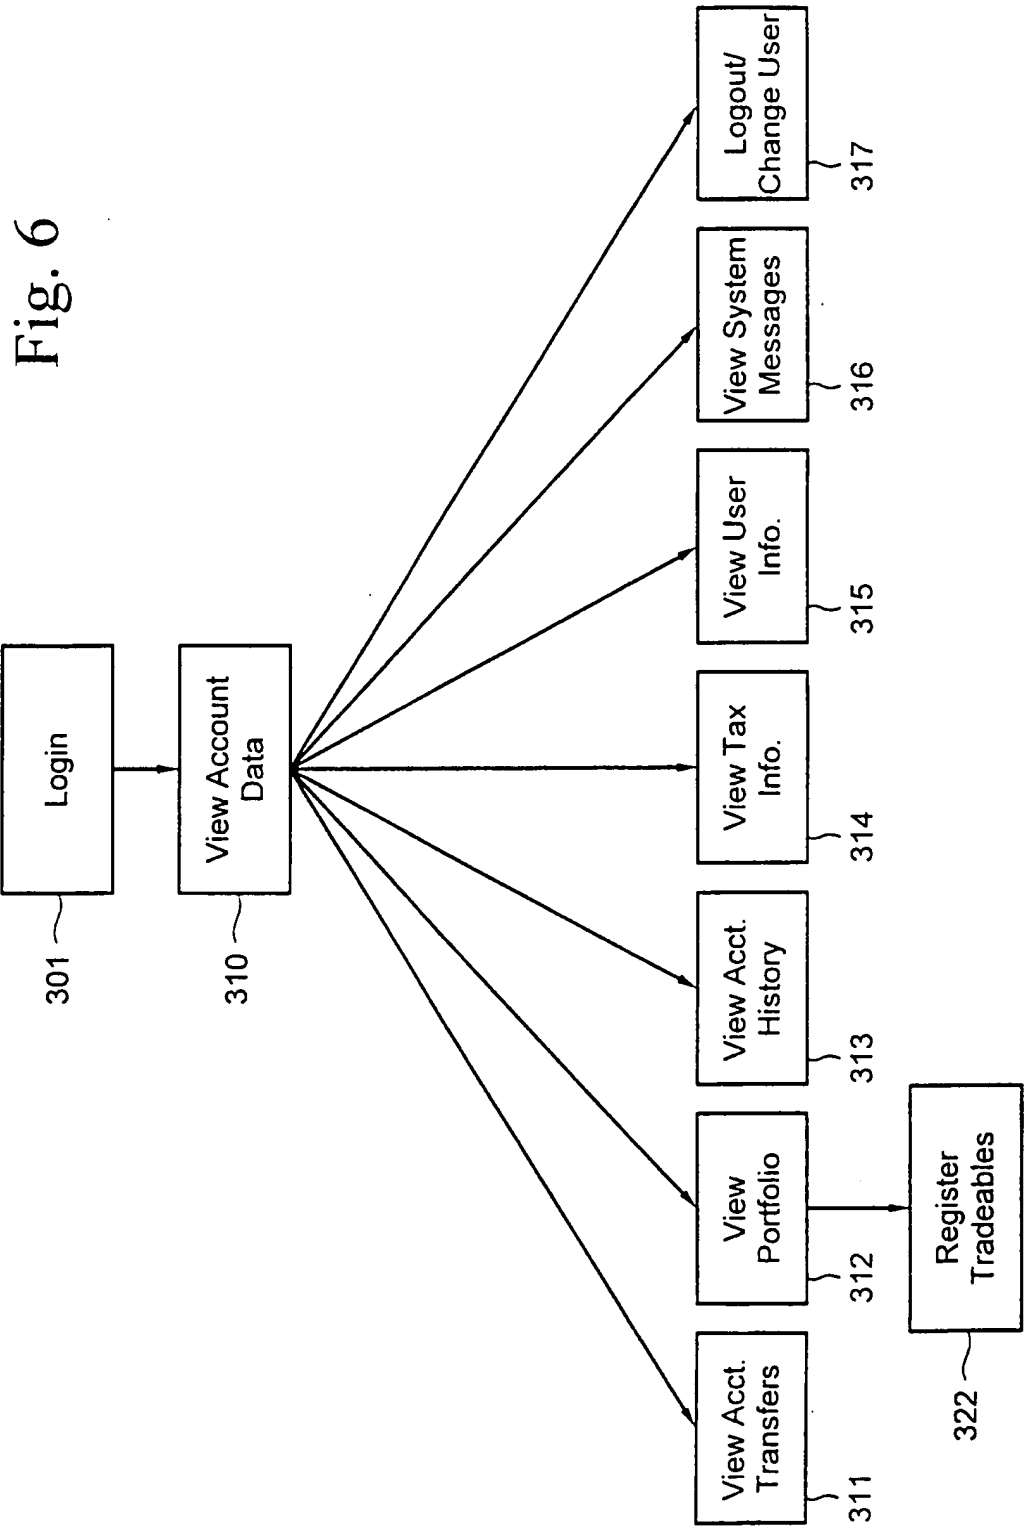 Fig. 6
Login
301
View Account
Data
310
View Acct.
Transfers
311
View
Portfolio
312
View Acct.
History
313
View Tax
Info.
314
View User
Info.
315
View System
Messages
316
Logout/
Change User
317
Register
Tradeables
322